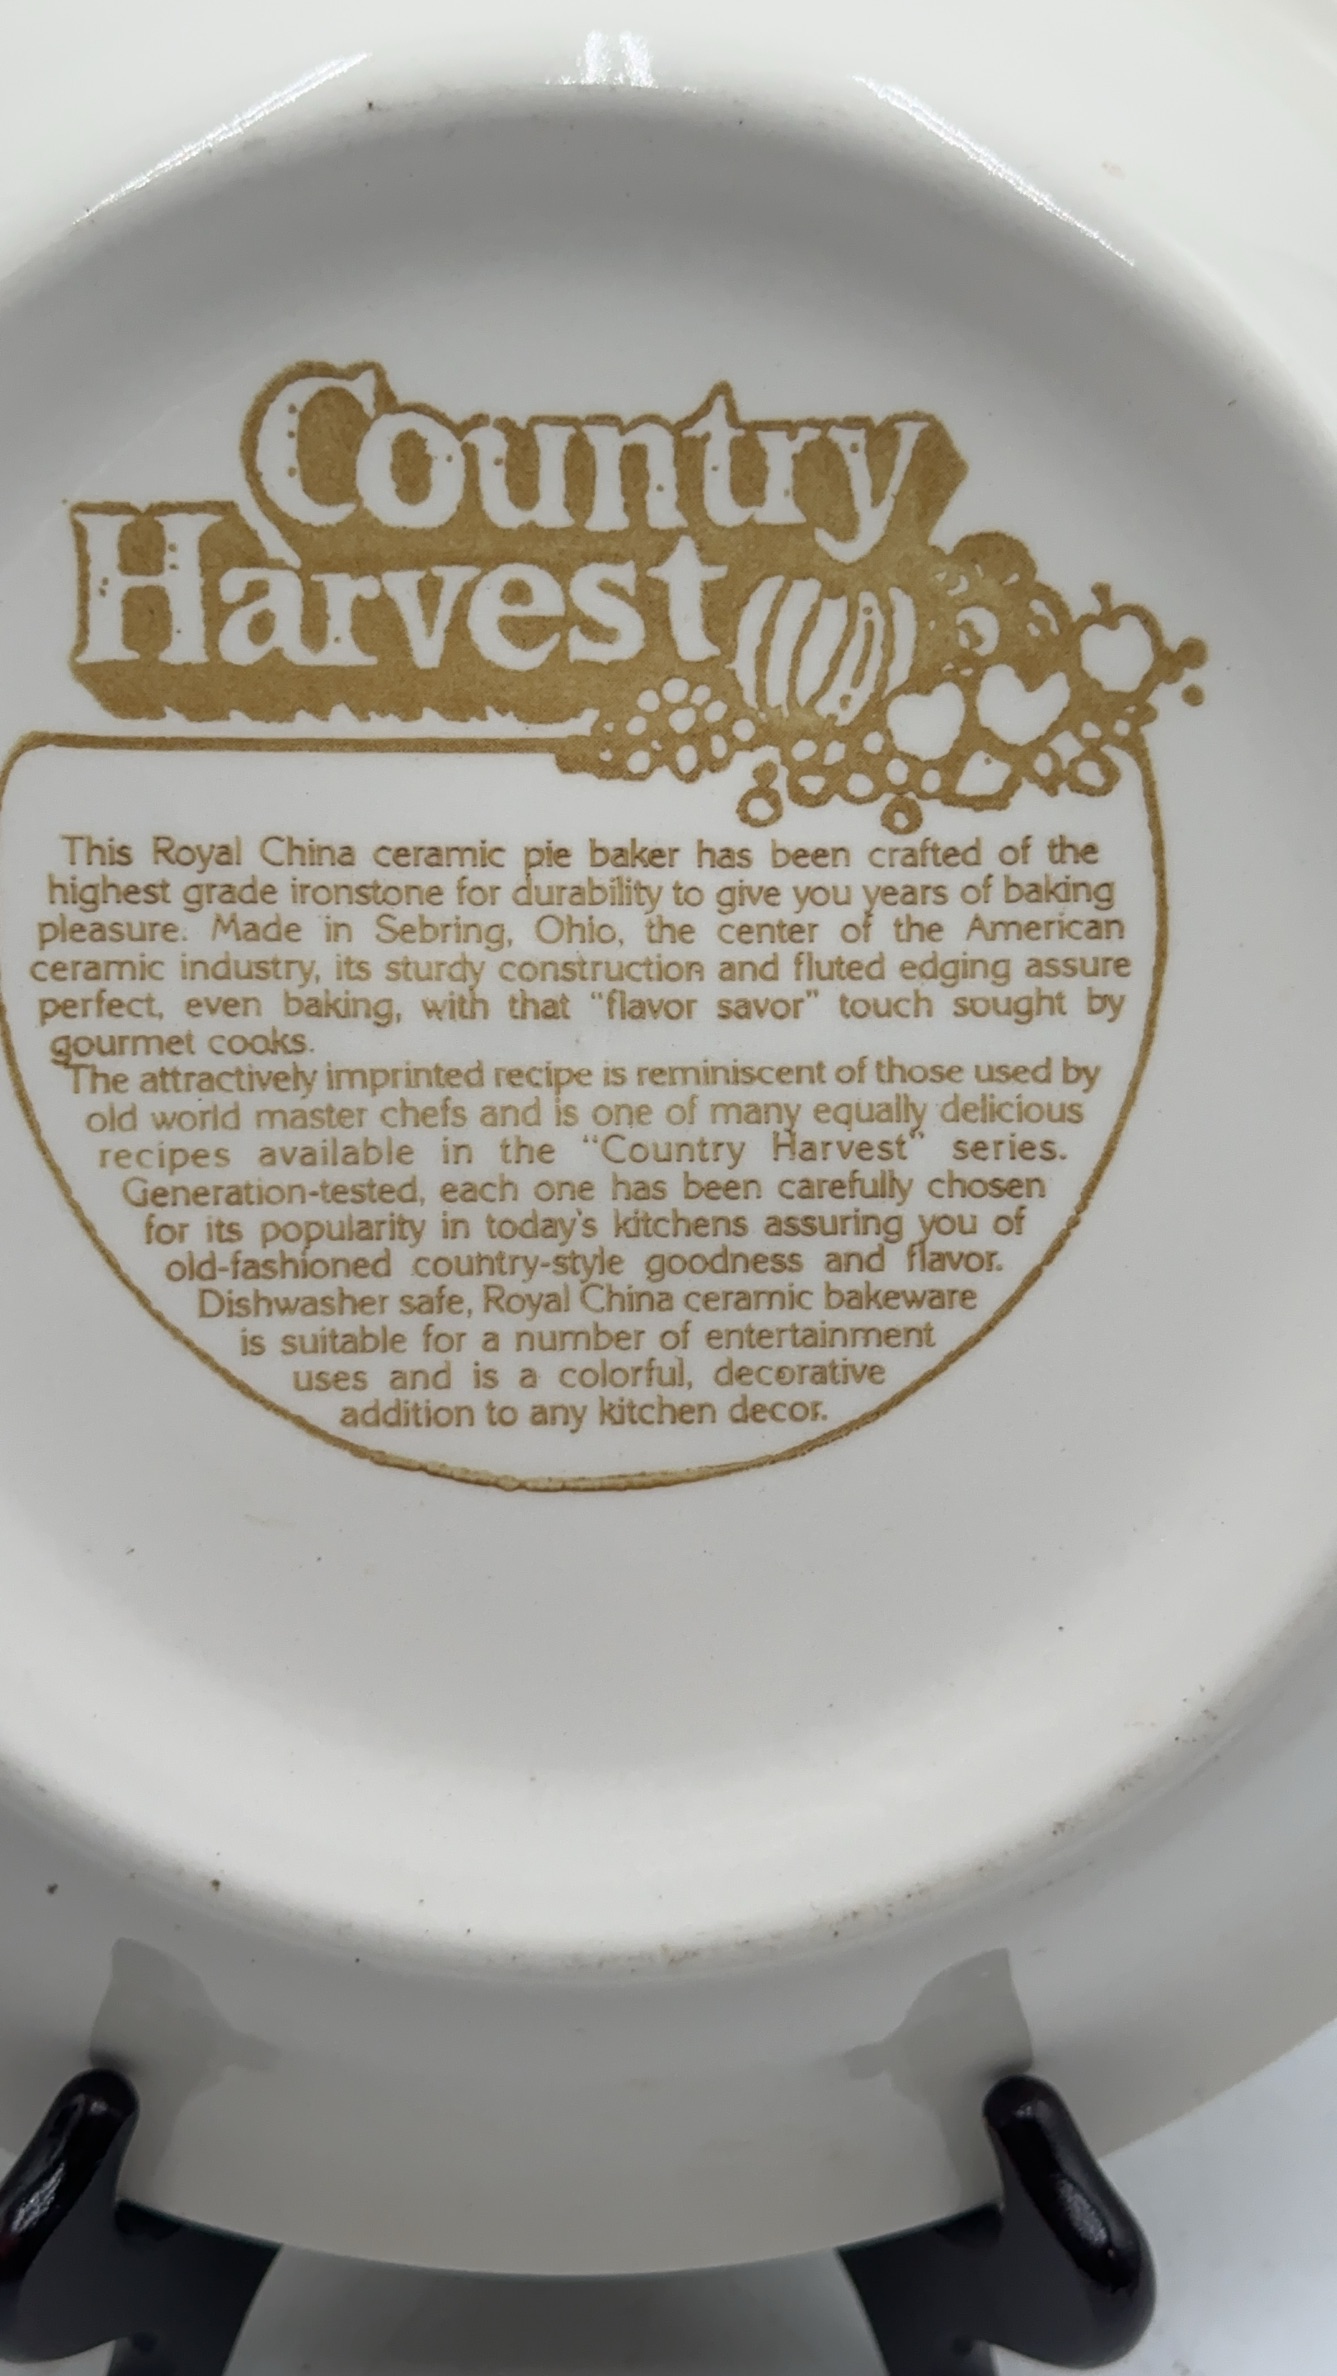 Country
Harvest
This Royal China ceramic pie baker has been crafted of the
highest grade ironstone for durability to give you years of baking
pleasure. Made in Sebring, Ohio, the center of the American
ceramic industry, its sturdy construction and fluted edging assure
perfect, even baking, with that "flavor savor" touch sought by
gourmet cooks.
The attractively imprinted recipe is reminiscent of those used by
old world master chefs and is one of many equally delicious
recipes available in the "Country Harvest" series.
Generation-tested, each one has been carefully chosen
for its popularity in today's kitchens assuring you of
old-fashioned country-style goodness and flavor.
Dishwasher safe, Royal China ceramic bakeware
is suitable for a number of entertainment
uses and is a colorful, decorative
addition to any kitchen decor.